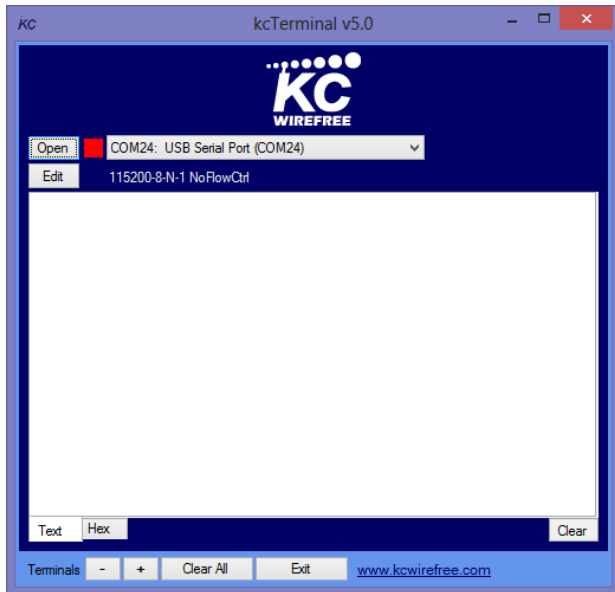 KC kcTerminal v5.0
KC
WIREFREE
Open COM24: USB Serial Port (COM24)
Edit 115200-8-N-1 NoFlowCtrl
Text Hex Clear
Terminals - + Clear All Exit www.kcwirefree.com